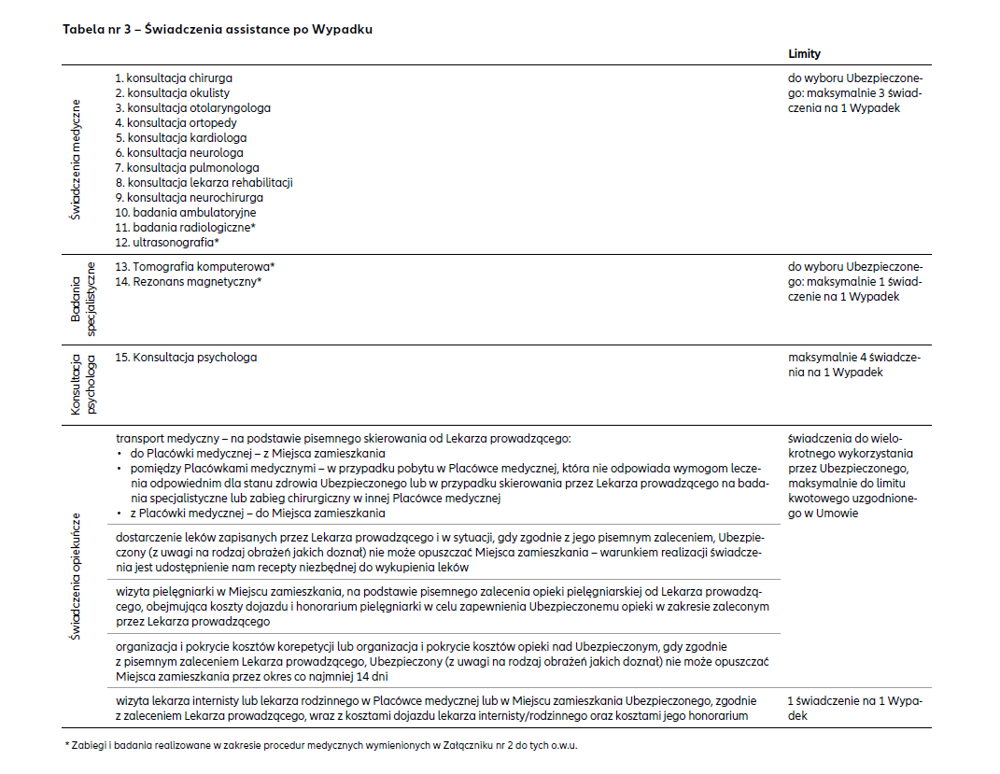 Tabela nr 3 – Świadczenia assistance po Wypadku
Limity
Świadczenia medyczne
1. konsultacja chirurga
2. konsultacja okulisty
3. konsultacja otolaryngologa
4. konsultacja ortopedy
5. konsultacja kardiologa
6. konsultacja neurologa
7. konsultacja pulmonologa
8. konsultacja lekarza rehabilitacji
9. konsultacja neurochirurga
10. badania ambulatoryjne
11. badania radiologiczne*
12. ultrasonografia*
do wyboru Ubezpieczone-
go: maksymalnie 3 świad-
czenia na 1 Wypadek
Badania
specjalistyczne
13. Tomografia komputerowa*
14. Rezonans magnetyczny*
do wyboru Ubezpieczone-
go: maksymalnie 1 świad-
czenie na 1 Wypadek
Konsultacja
psychologa
15. Konsultacja psychologa
maksymalnie 4 świadcze-
nia na 1 Wypadek
Świadczenia opiekuńcze
transport medyczny – na podstawie pisemnego skierowania od Lekarza prowadzącego:
• do Placówki medycznej – z Miejsca zamieszkania
• pomiędzy Placówkami medycznymi – w przypadku pobytu w Placówce medycznej, która nie odpowiada wymogom lecze-
nia odpowiednim dla stanu zdrowia Ubezpieczonego lub w przypadku skierowania przez Lekarza prowadzącego na bada-
nia specjalistyczne lub zabieg chirurgiczny w innej Placówce medycznej
• z Placówki medycznej – do Miejsca zamieszkania
świadczenia do wielo-
krotnego wykorzystania
przez Ubezpieczonego,
maksymalnie do limitu
kwotowego uzgodnione-
go w Umowie
dostarczenie leków zapisanych przez Lekarza prowadzącego i w sytuacji, gdy zgodnie z jego pisemnym zaleceniem, Ubezpie-
czony (z uwagi na rodzaj obrażeń jakich doznał) nie może opuszczać Miejsca zamieszkania – warunkiem realizacji świadcze-
nia jest udostępnienie nam recepty niezbędnej do wykupienia leków
wizyta pielęgniarki w Miejscu zamieszkania, na podstawie pisemnego zalecenia opieki pielęgniarskiej od Lekarza prowadzą-
cego, obejmująca koszty dojazdu i honorarium pielęgniarki w celu zapewnienia Ubezpieczonemu opieki w zakresie zaleconym
przez Lekarza prowadzącego
organizacja i pokrycie kosztów korepetycji lub organizacja i pokrycie kosztów opieki nad Ubezpieczonym, gdy zgodnie
z pisemnym zaleceniem Lekarza prowadzącego, Ubezpieczony (z uwagi na rodzaj obrażeń jakich doznał) nie może opuszczać
Miejsca zamieszkania przez okres co najmniej 14 dni
wizyta lekarza internisty lub lekarza rodzinnego w Placówce medycznej lub w Miejscu zamieszkania Ubezpieczonego, zgodnie
z zaleceniem Lekarza prowadzącego, wraz z kosztami dojazdu lekarza internisty/rodzinnego oraz kosztami jego honorarium
1 świadczenie na 1 Wypa-
dek
* Zabiegi i badania realizowane w zakresie procedur medycznych wymienionych w Załączniku nr 2 do tych o.w.u.